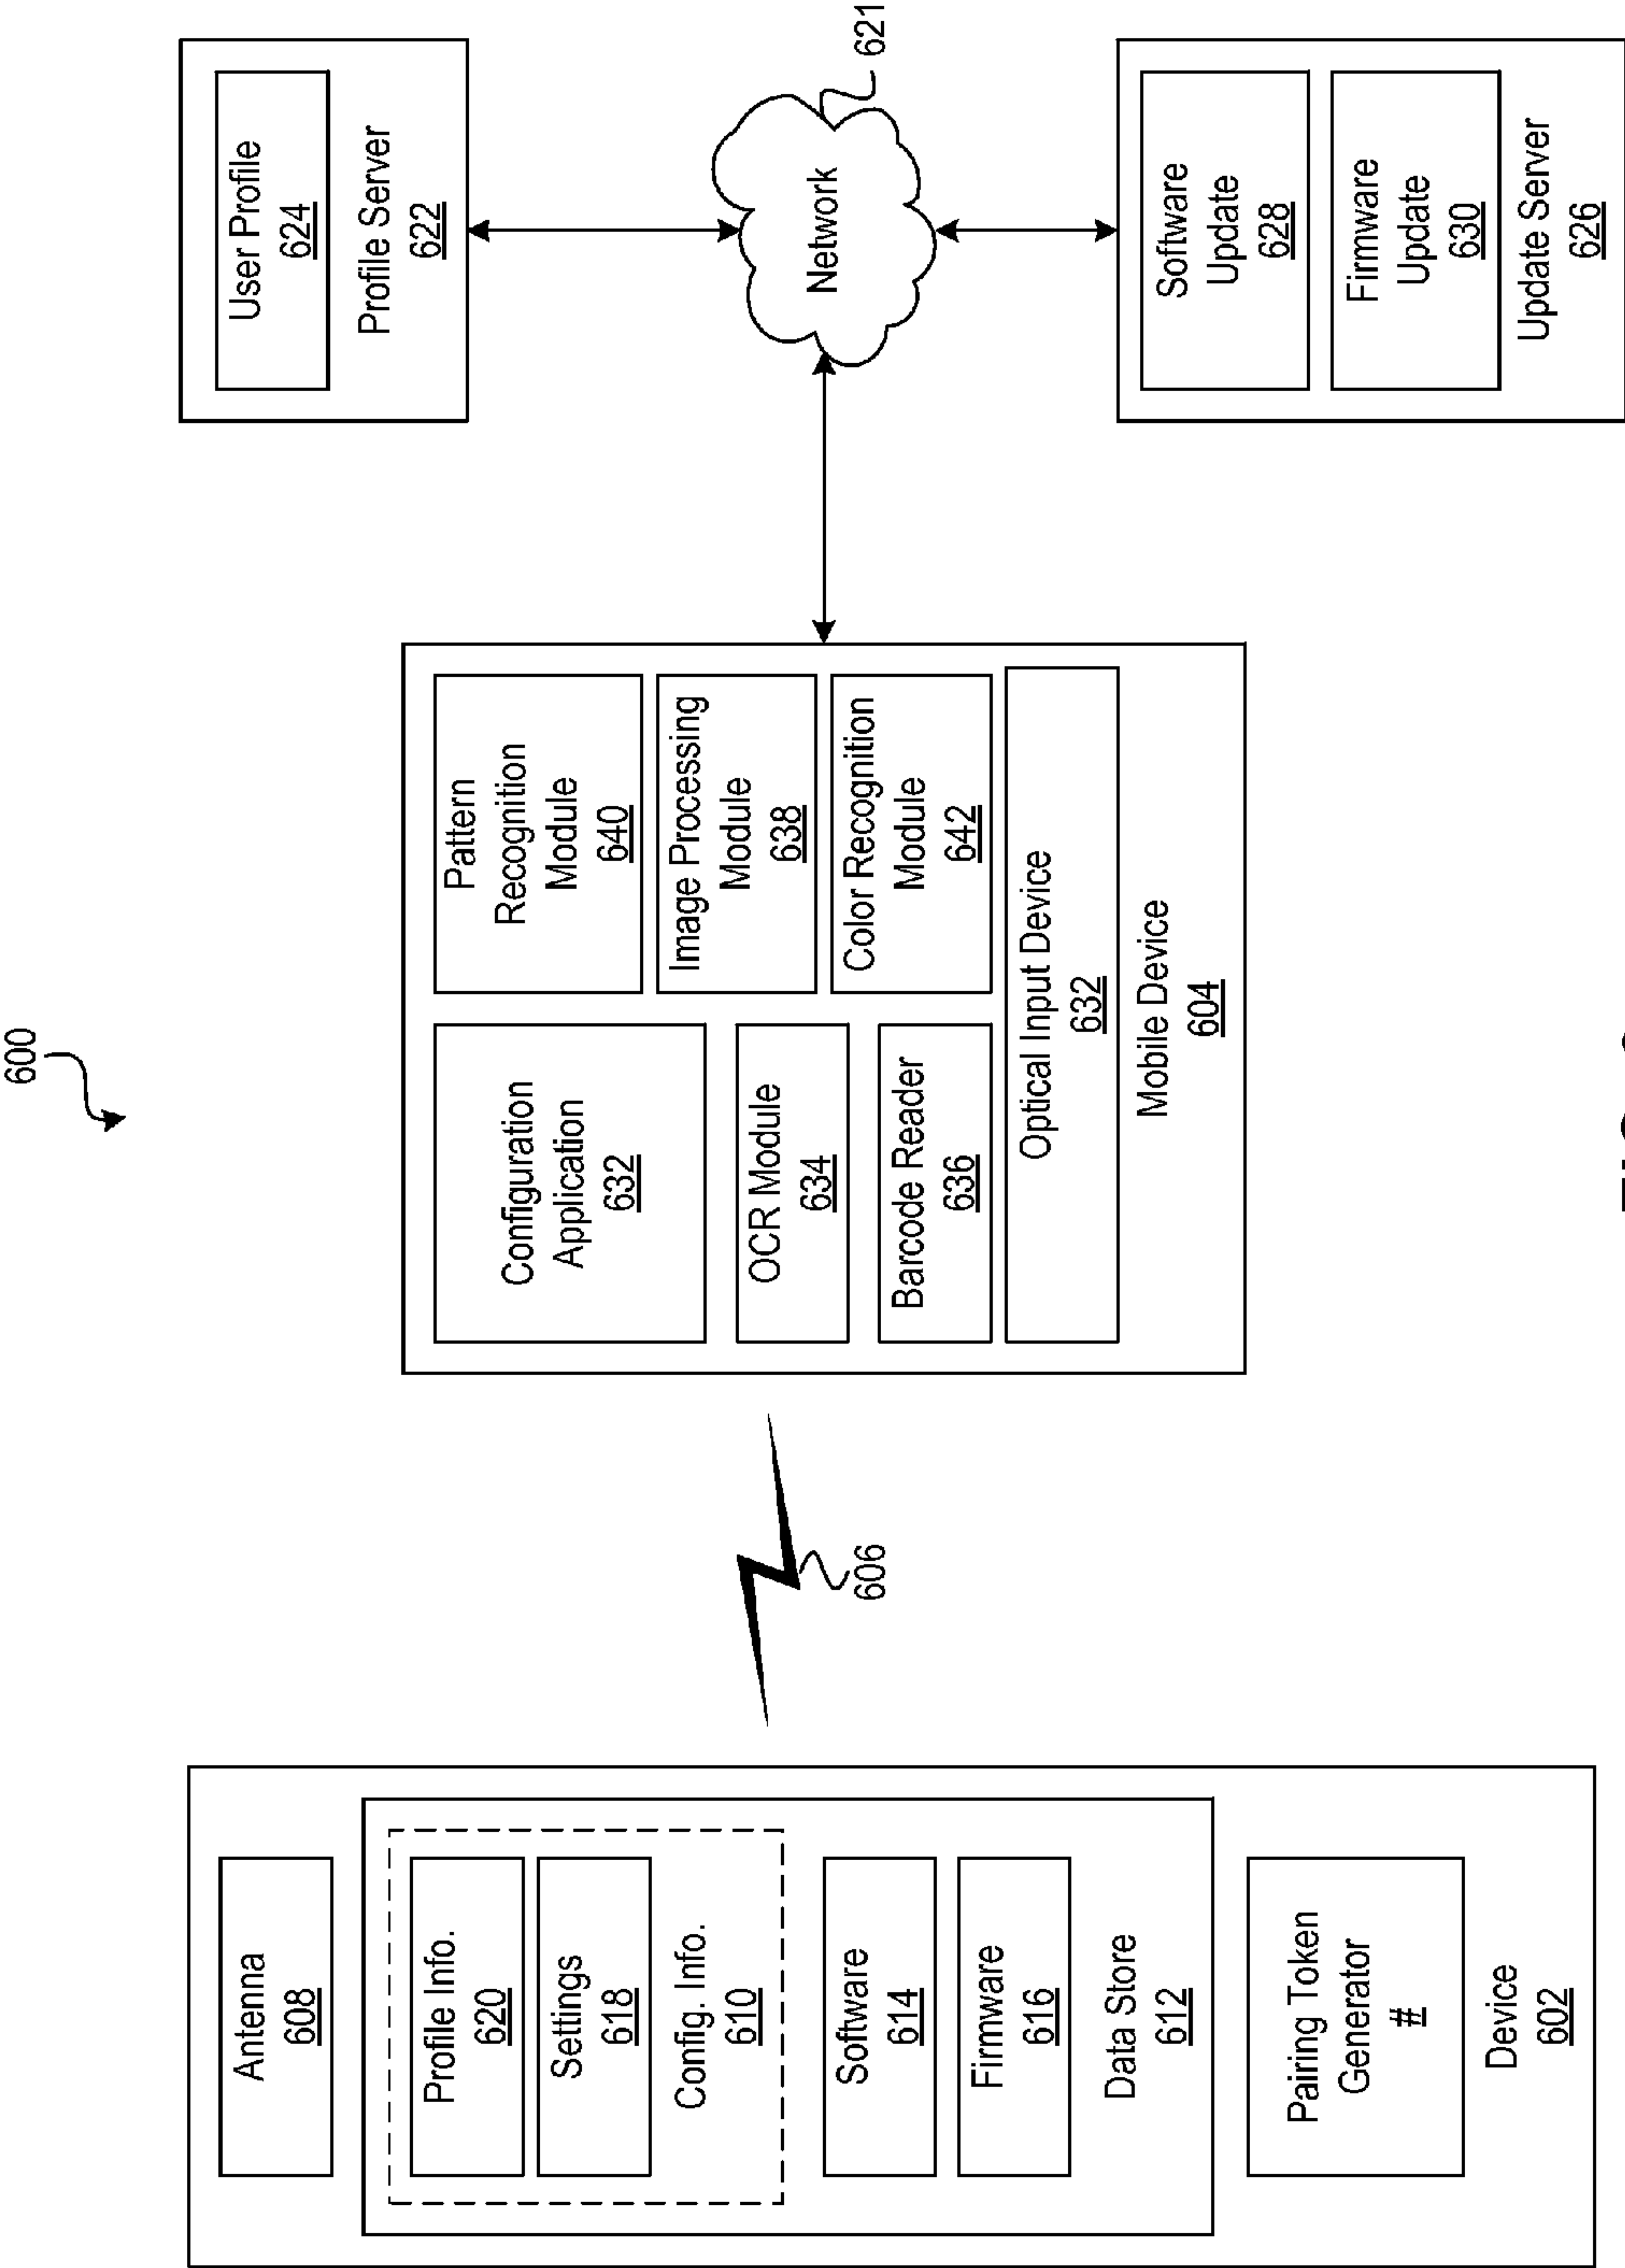 600
Antenna
608
Profile Info.
620
Settings
618
Config. Info.
610
Software
614
Firmware
616
Data Store
612
Pairing Token
Generator
#
Device
602
606
Configuration
Application
632
OCR Module
634
Barcode Reader
636
Pattern
Recognition
Module
640
Image Processing
Module
638
Color Recognition
Module
642
Optical Input Device
632
Mobile Device
604
Network
621
User Profile
624
Profile Server
622
Software
Update
628
Firmware
Update
630
Update Server
626